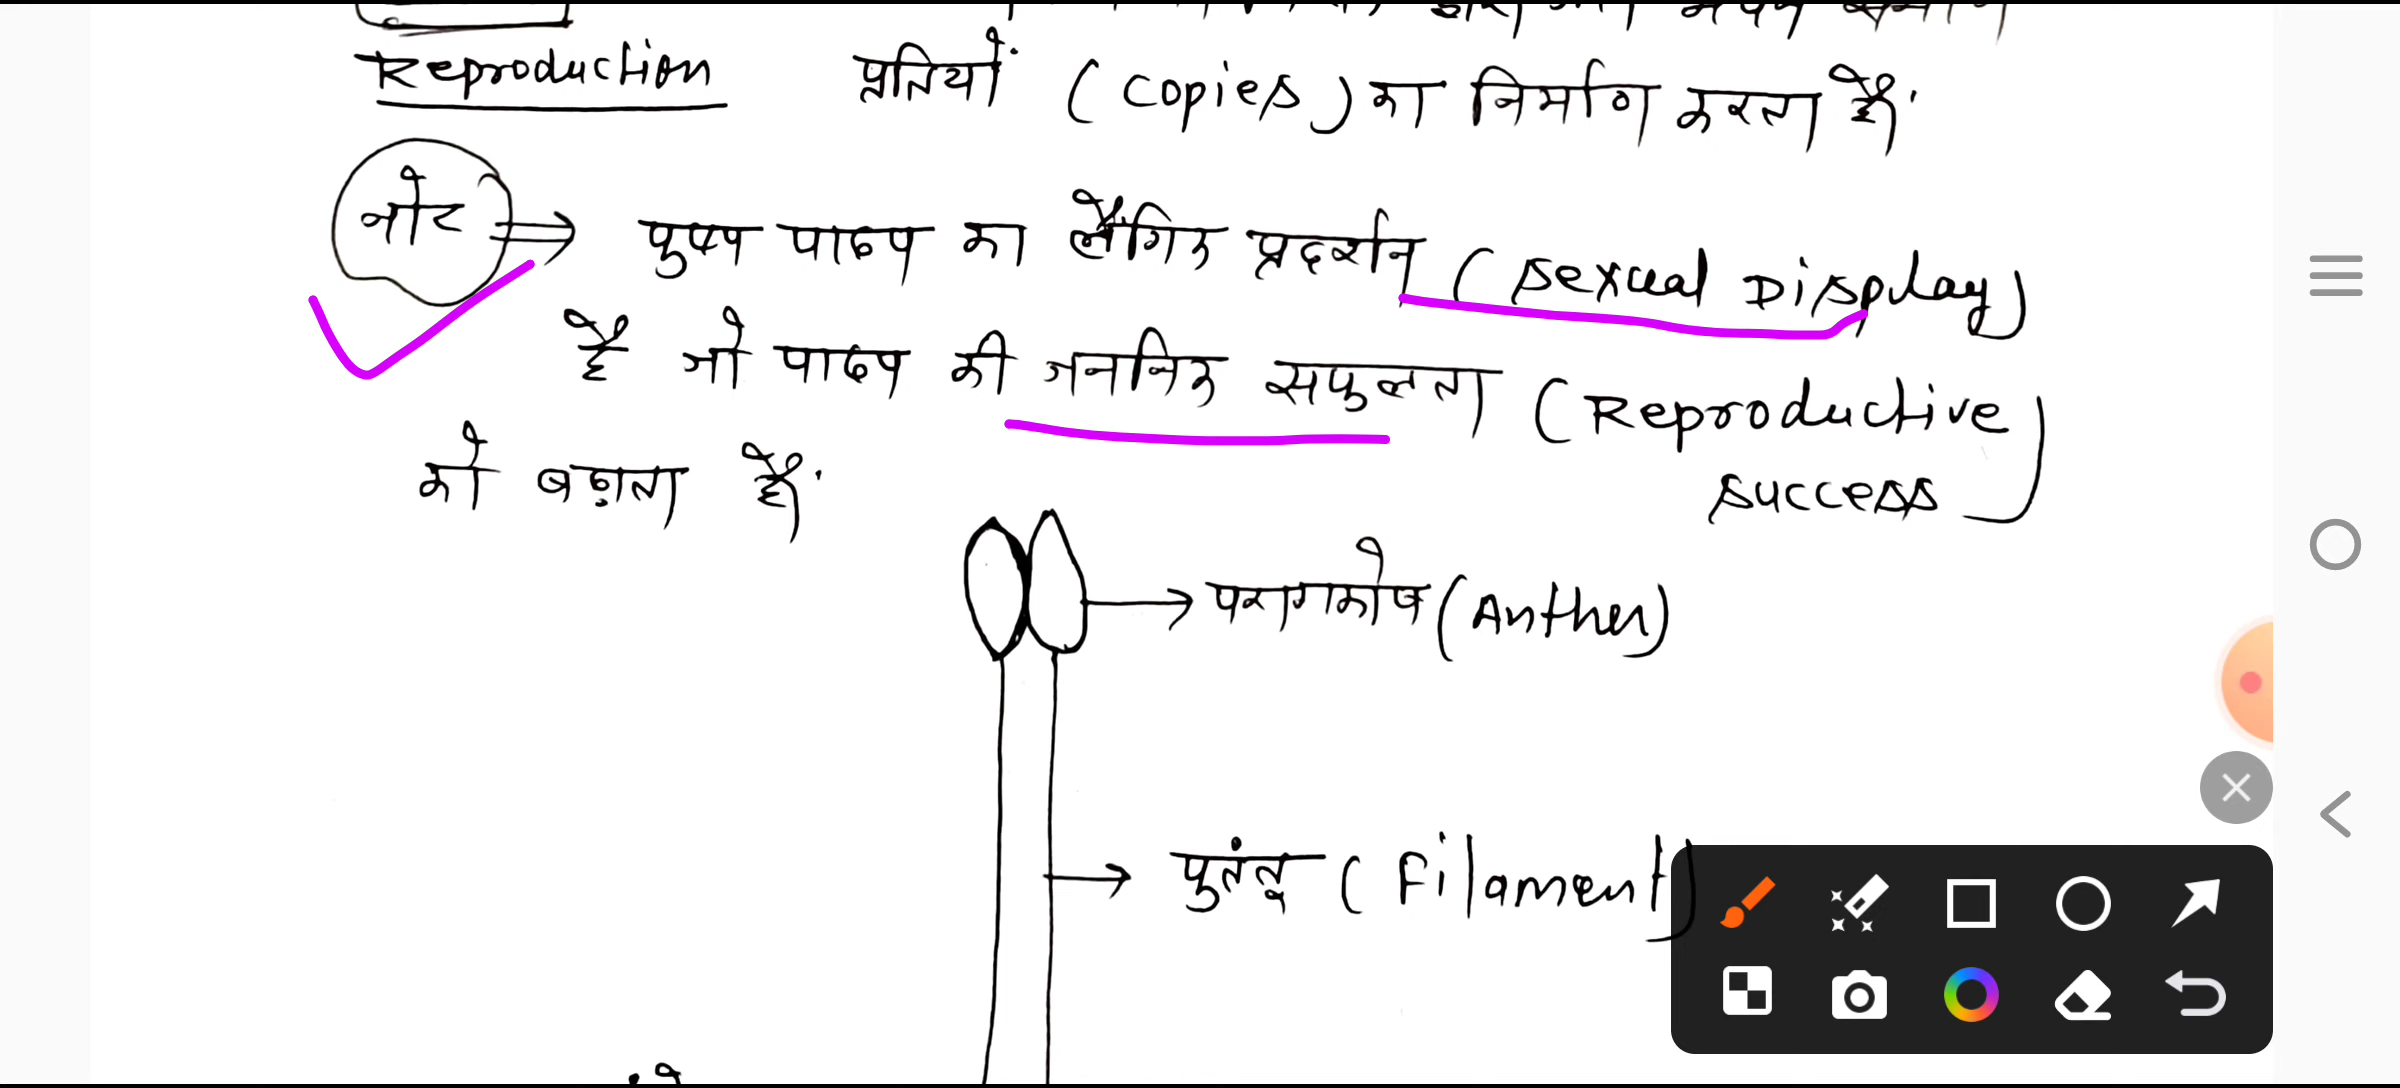 Reproduction प्रतियों (copies) का निर्माण करता है।
नोट ⇒ पुष्प पादप का लैंगिक प्रदर्शन (sexual Display)
है जो पादप की जननिक सफलता (Reproductive
को बढ़ाता है। success)
→ परागकोष (Anther)
→ पुतंतू (Filament)